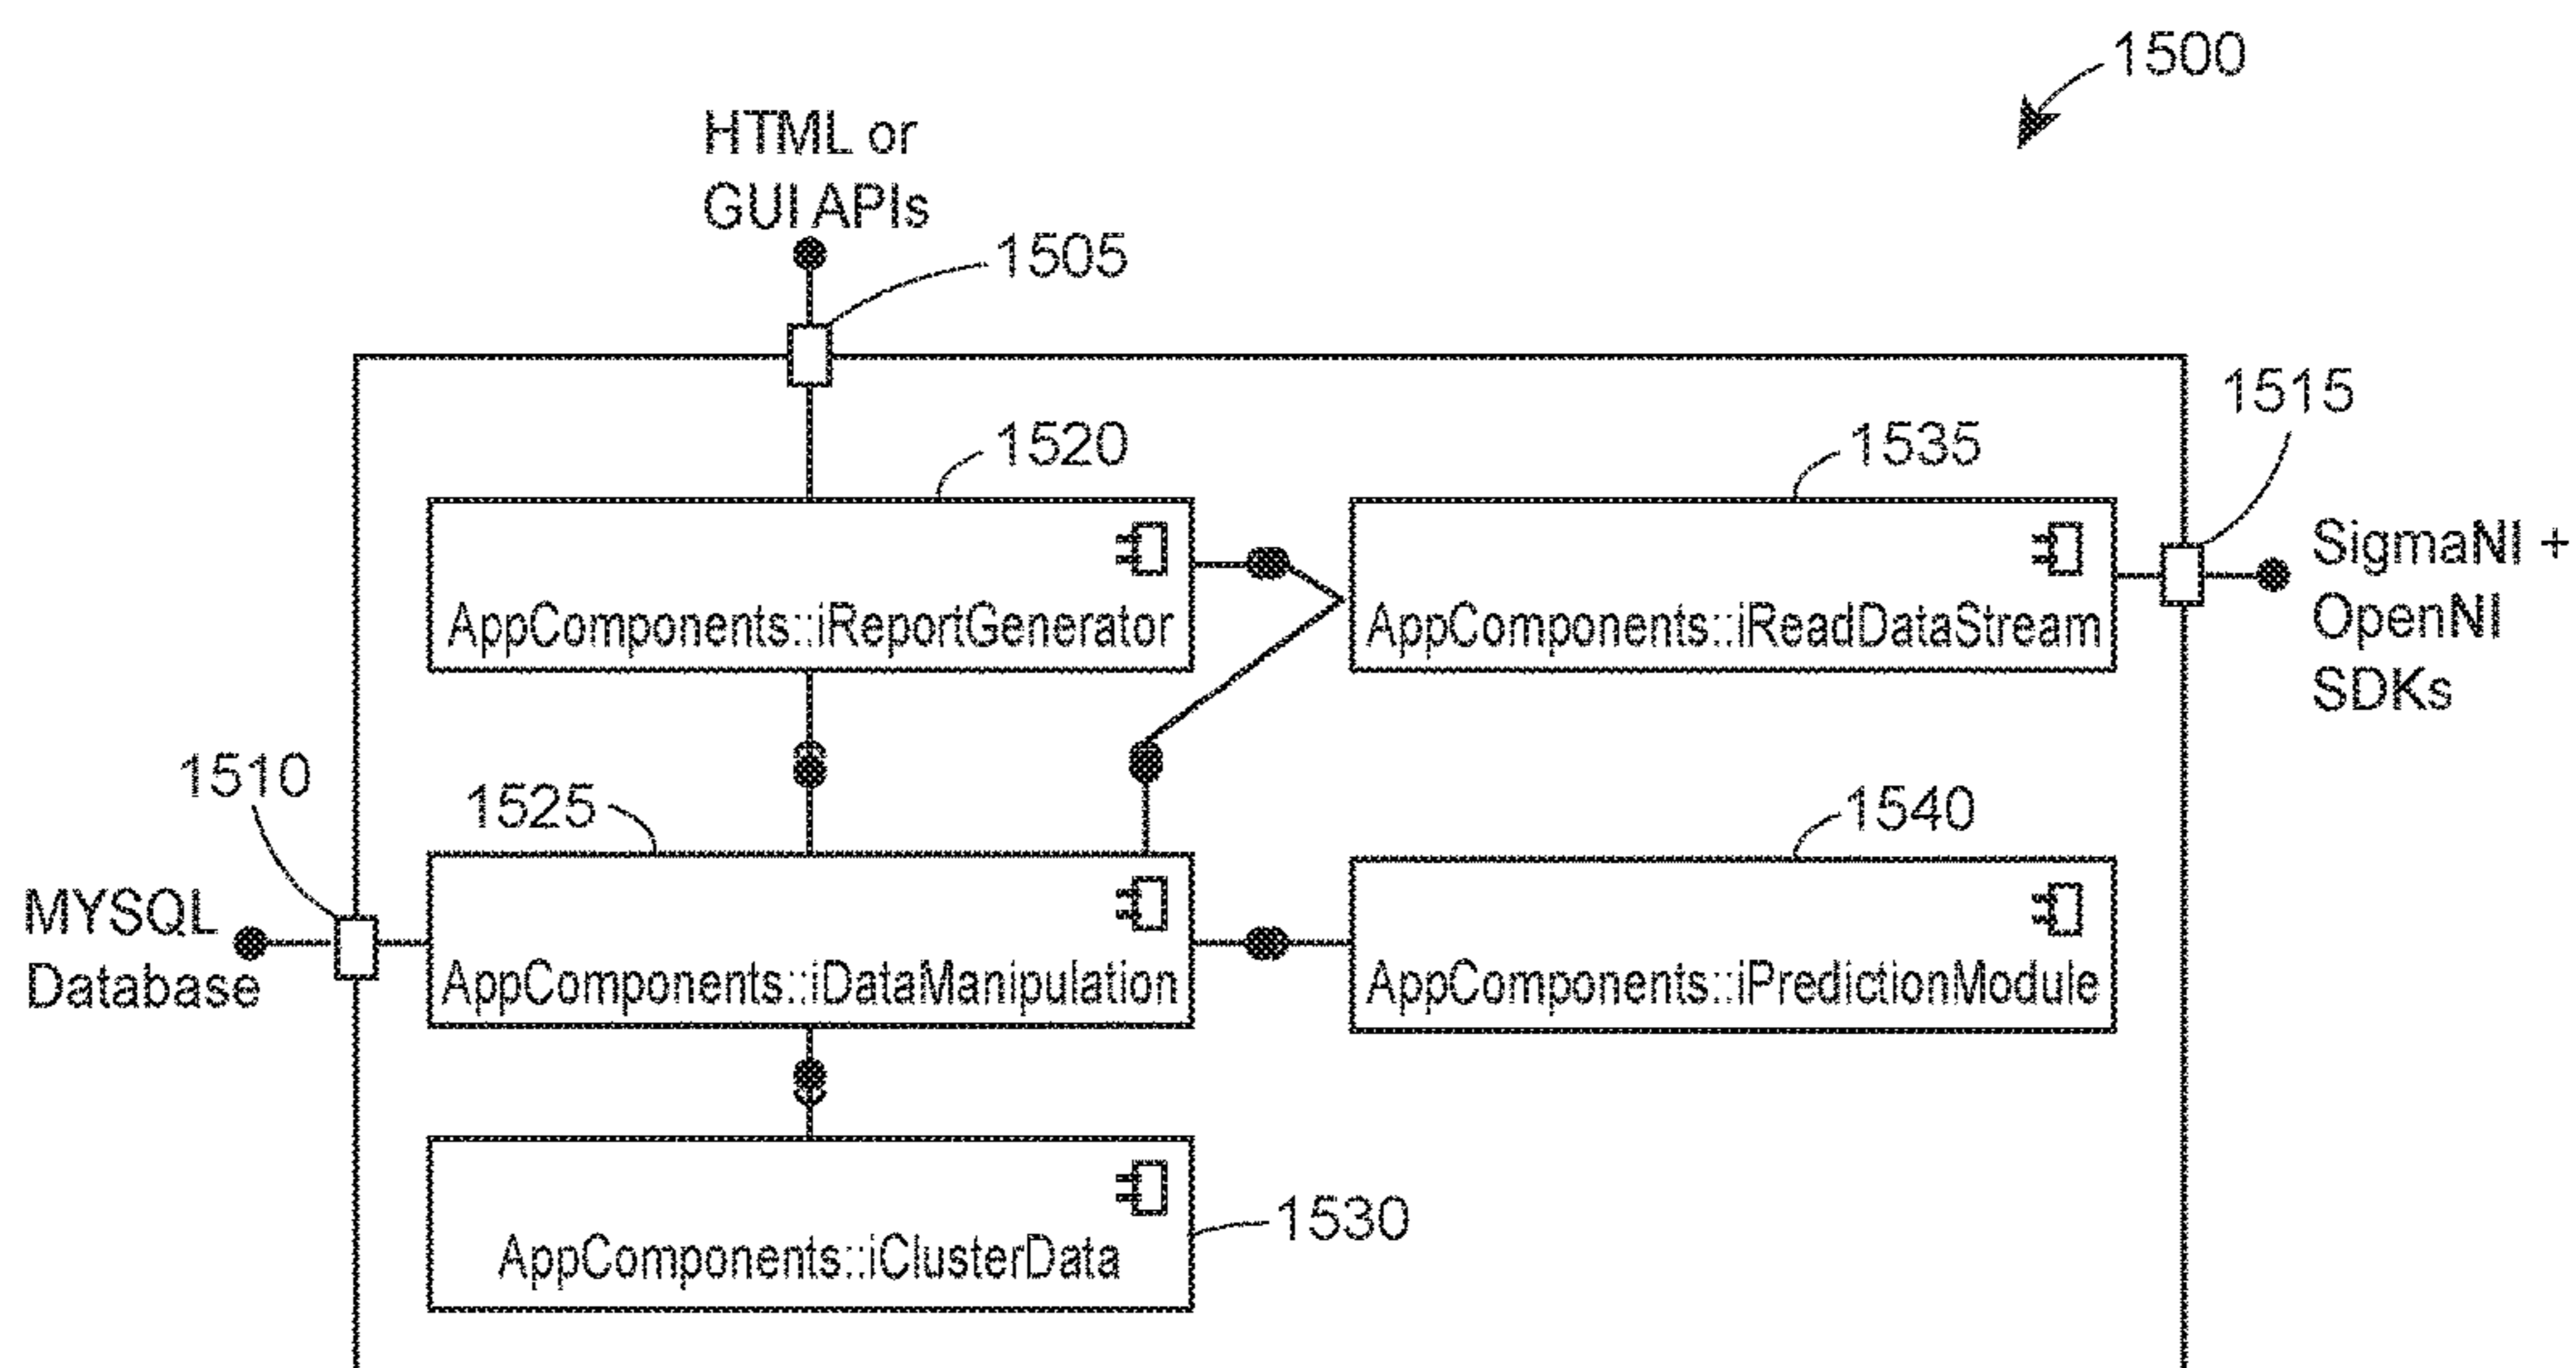 1500
HTML or
GUI APIs
1505
1515
1520
1535
SigmaNI +
OpenNI
SDKs
AppComponents::iReportGenerator
AppComponents::iReadDataStream
1510
1525
1540
MYSQL
Database
AppComponents::iDataManipulation
AppComponents::iPredictionModule
1530
AppComponents::iClusterData